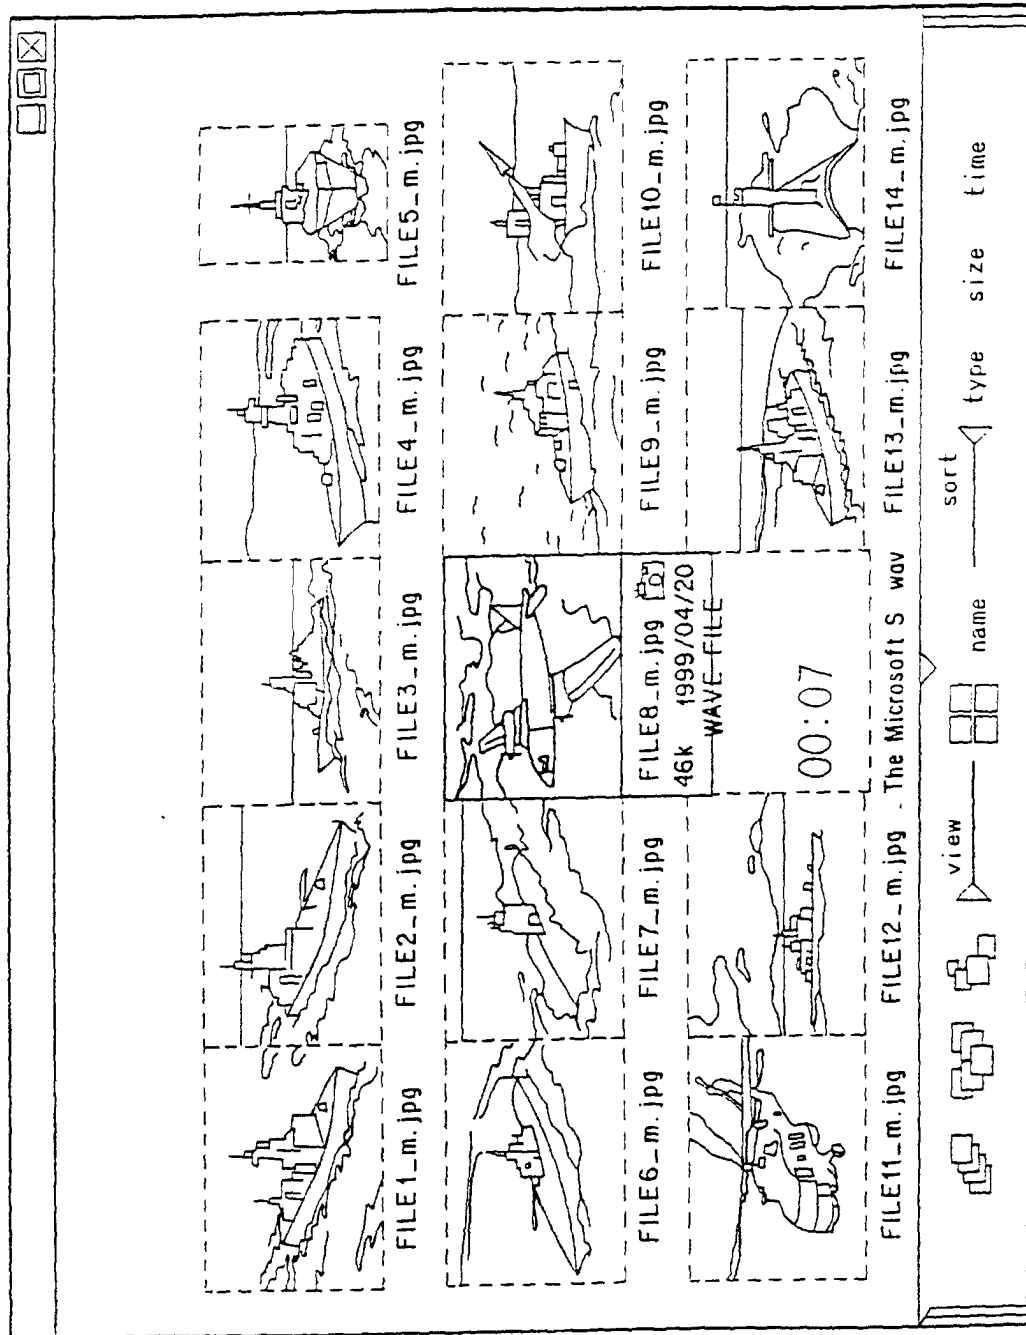 FILE1_m.jpg FILE2_m.jpg FILE3_m.jpg FILE4_m.jpg FILE5_m.jpg
FILE6_m.jpg FILE7_m.jpg FILE8_m.jpg FILE9_m.jpg FILE10_m.jpg
46k 1999/04/20
WAVE FILE
00:07
FILE11_m.jpg FILE12_m.jpg The Microsoft S wav FILE13_m.jpg FILE14_m.jpg
view sort
name type size time